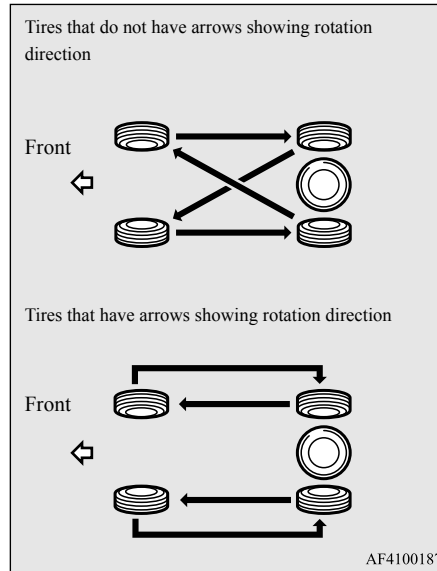 Tires that do not have arrows showing rotation
direction
Front
Tires that have arrows showing rotation direction
Front
AF4100187